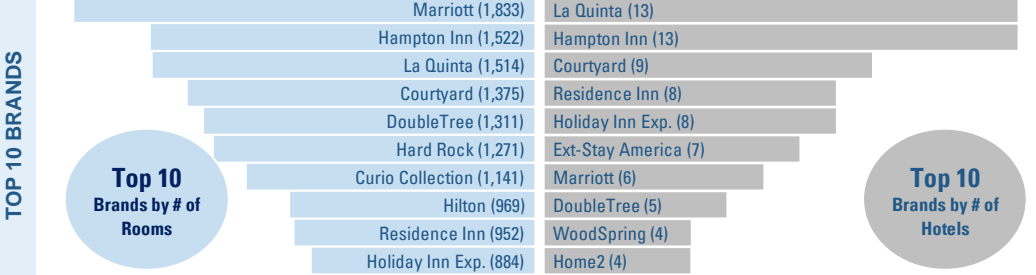 TOP 10 BRANDS
Marriott (1,833)
Hampton Inn (1,522)
La Quinta (1,514)
Courtyard (1,375)
DoubleTree (1,311)
Hard Rock (1,271)
Curio Collection (1,141)
Hilton (969)
Residence Inn (952)
Holiday Inn Exp. (884)
Top 10
Brands by # of
Rooms
La Quinta (13)
Hampton Inn (13)
Courtyard (9)
Residence Inn (8)
Holiday Inn Exp. (8)
Ext-Stay America (7)
Marriott (6)
DoubleTree (5)
WoodSpring (4)
Home2 (4)
Top 10
Brands by # of
Hotels